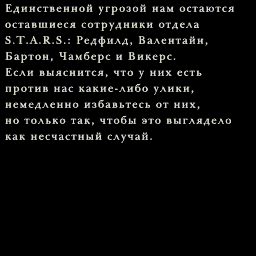 Единственной угрозой нам остаются
оставшиеся сотрудники отдела
S.T.A.R.S.: Редфилд, Валентайн,
Бартон, Чамберс и Викерс.
Если выяснится, что у них есть
против нас какие-либо улики,
немедленно избавьтесь от них,
но только так, чтобы это выглядело
как несчастный случай.